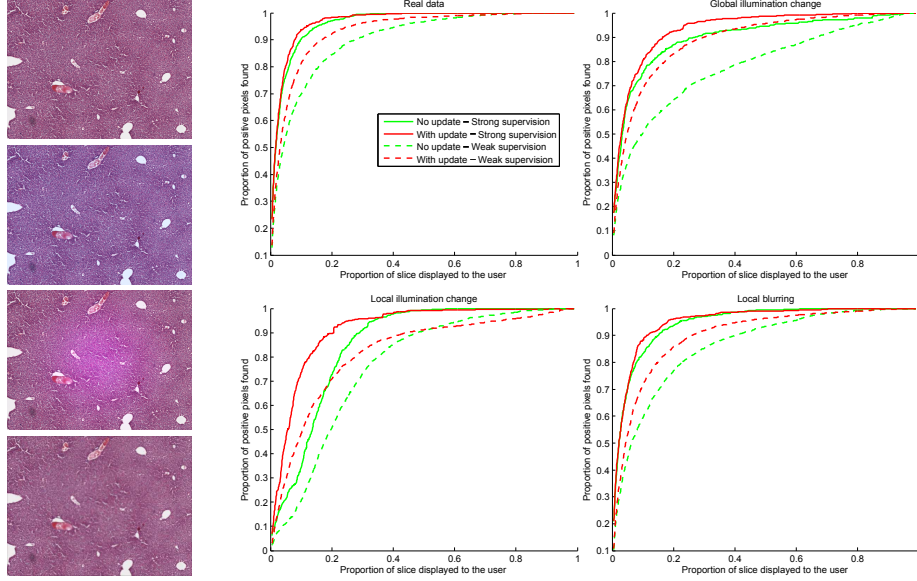 Real data
1
0.9
0.8
0.7
0.6
0.5
0.4
0.3
0.2
0.1
0 0.2 0.4 0.6 0.8 1
Proportion of positive pixels found
Proportion of slice displayed to the user
No update – Strong supervision
With update – Strong supervision
No update – Weak supervision
With update – Weak supervision
Global illumination change
1
0.9
0.8
0.7
0.6
0.5
0.4
0.3
0.2
0.1
0 0.2 0.4 0.6 0.8
Proportion of positive pixels found
Proportion of slice displayed to the user
Local illumination change
1
0.9
0.8
0.7
0.6
0.5
0.4
0.3
0.2
0.1
0
0 0.2 0.4 0.6 0.8 1
Proportion of positive pixels found
Proportion of slice displayed to the user
Local blurring
1
0.9
0.8
0.7
0.6
0.5
0.4
0.3
0.2
0.1
0 0.2 0.4 0.6 0.8
Proportion of positive pixels found
Proportion of slice displayed to the user